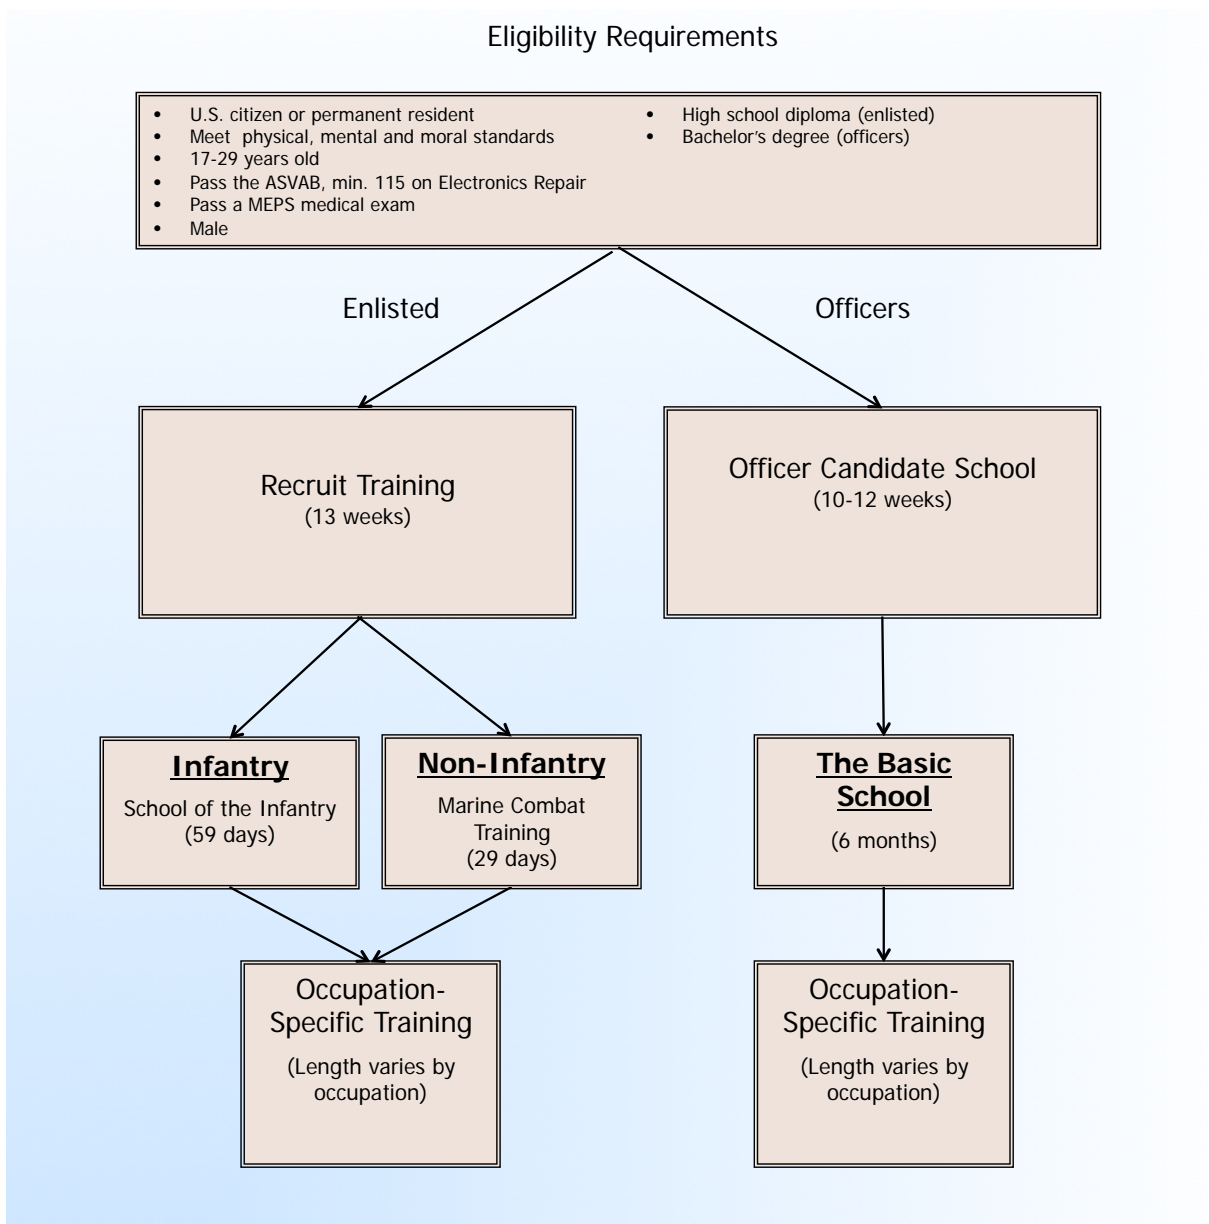 Eligibility Requirements
• U.S. citizen or permanent resident
• Meet physical, mental and moral standards
• 17-29 years old
• Pass the ASVAB, min. 115 on Electronics Repair
• Pass a MEPS medical exam
• Male
• High school diploma (enlisted)
• Bachelor's degree (officers)
Enlisted
Officers
Recruit Training
(13 weeks)
Officer Candidate School
(10-12 weeks)
Infantry
School of the Infantry
(59 days)
Non-Infantry
Marine Combat
Training
(29 days)
The Basic
School
(6 months)
Occupation-
Specific Training
(Length varies by
occupation)
Occupation-
Specific Training
(Length varies by
occupation)